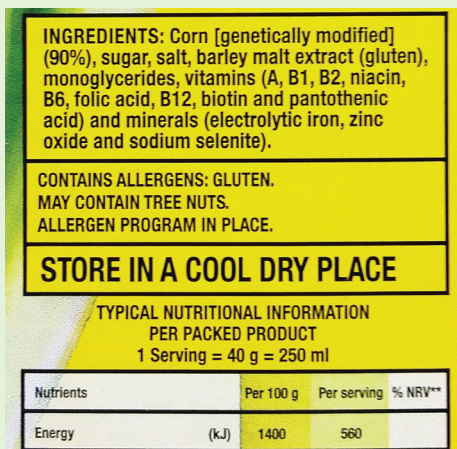 INGREDIENTS: Corn [genetically modified]
(90%), sugar, salt, barley malt extract (gluten),
monoglycerides, vitamins (A, B1, B2, niacin,
B6, folic acid, B12, biotin and pantothenic
acid) and minerals (electrolytic iron, zinc
oxide and sodium selenite).
CONTAINS ALLERGENS: GLUTEN.
MAY CONTAIN TREE NUTS.
ALLERGEN PROGRAM IN PLACE.
STORE IN A COOL DRY PLACE
TYPICAL NUTRITIONAL INFORMATION
PER PACKED PRODUCT
1 Serving = 40 g = 250 ml
Nutrients Per 100 g Per serving % NRV**
Energy (kJ) 1400 560